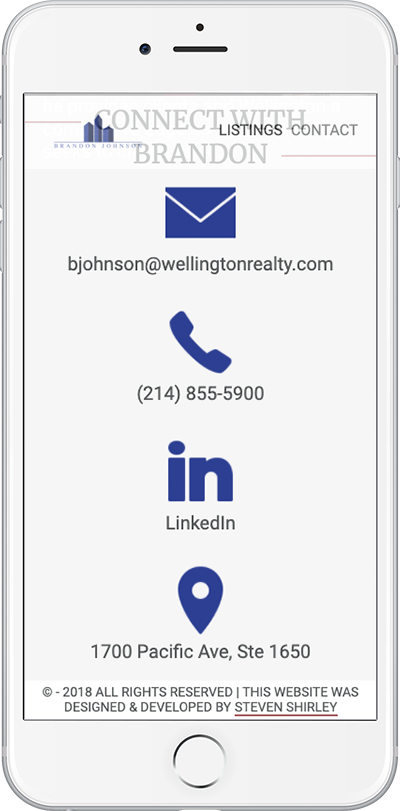 CONNECT WITH
BRANDON JOHNSON
LISTINGS CONTACT
BRANDON
bjohnson@wellingtonrealty.com
(214) 855-5900
in
LinkedIn
1700 Pacific Ave, Ste 1650
© - 2018 ALL RIGHTS RESERVED | THIS WEBSITE WAS
DESIGNED & DEVELOPED BY STEVEN SHIRLEY